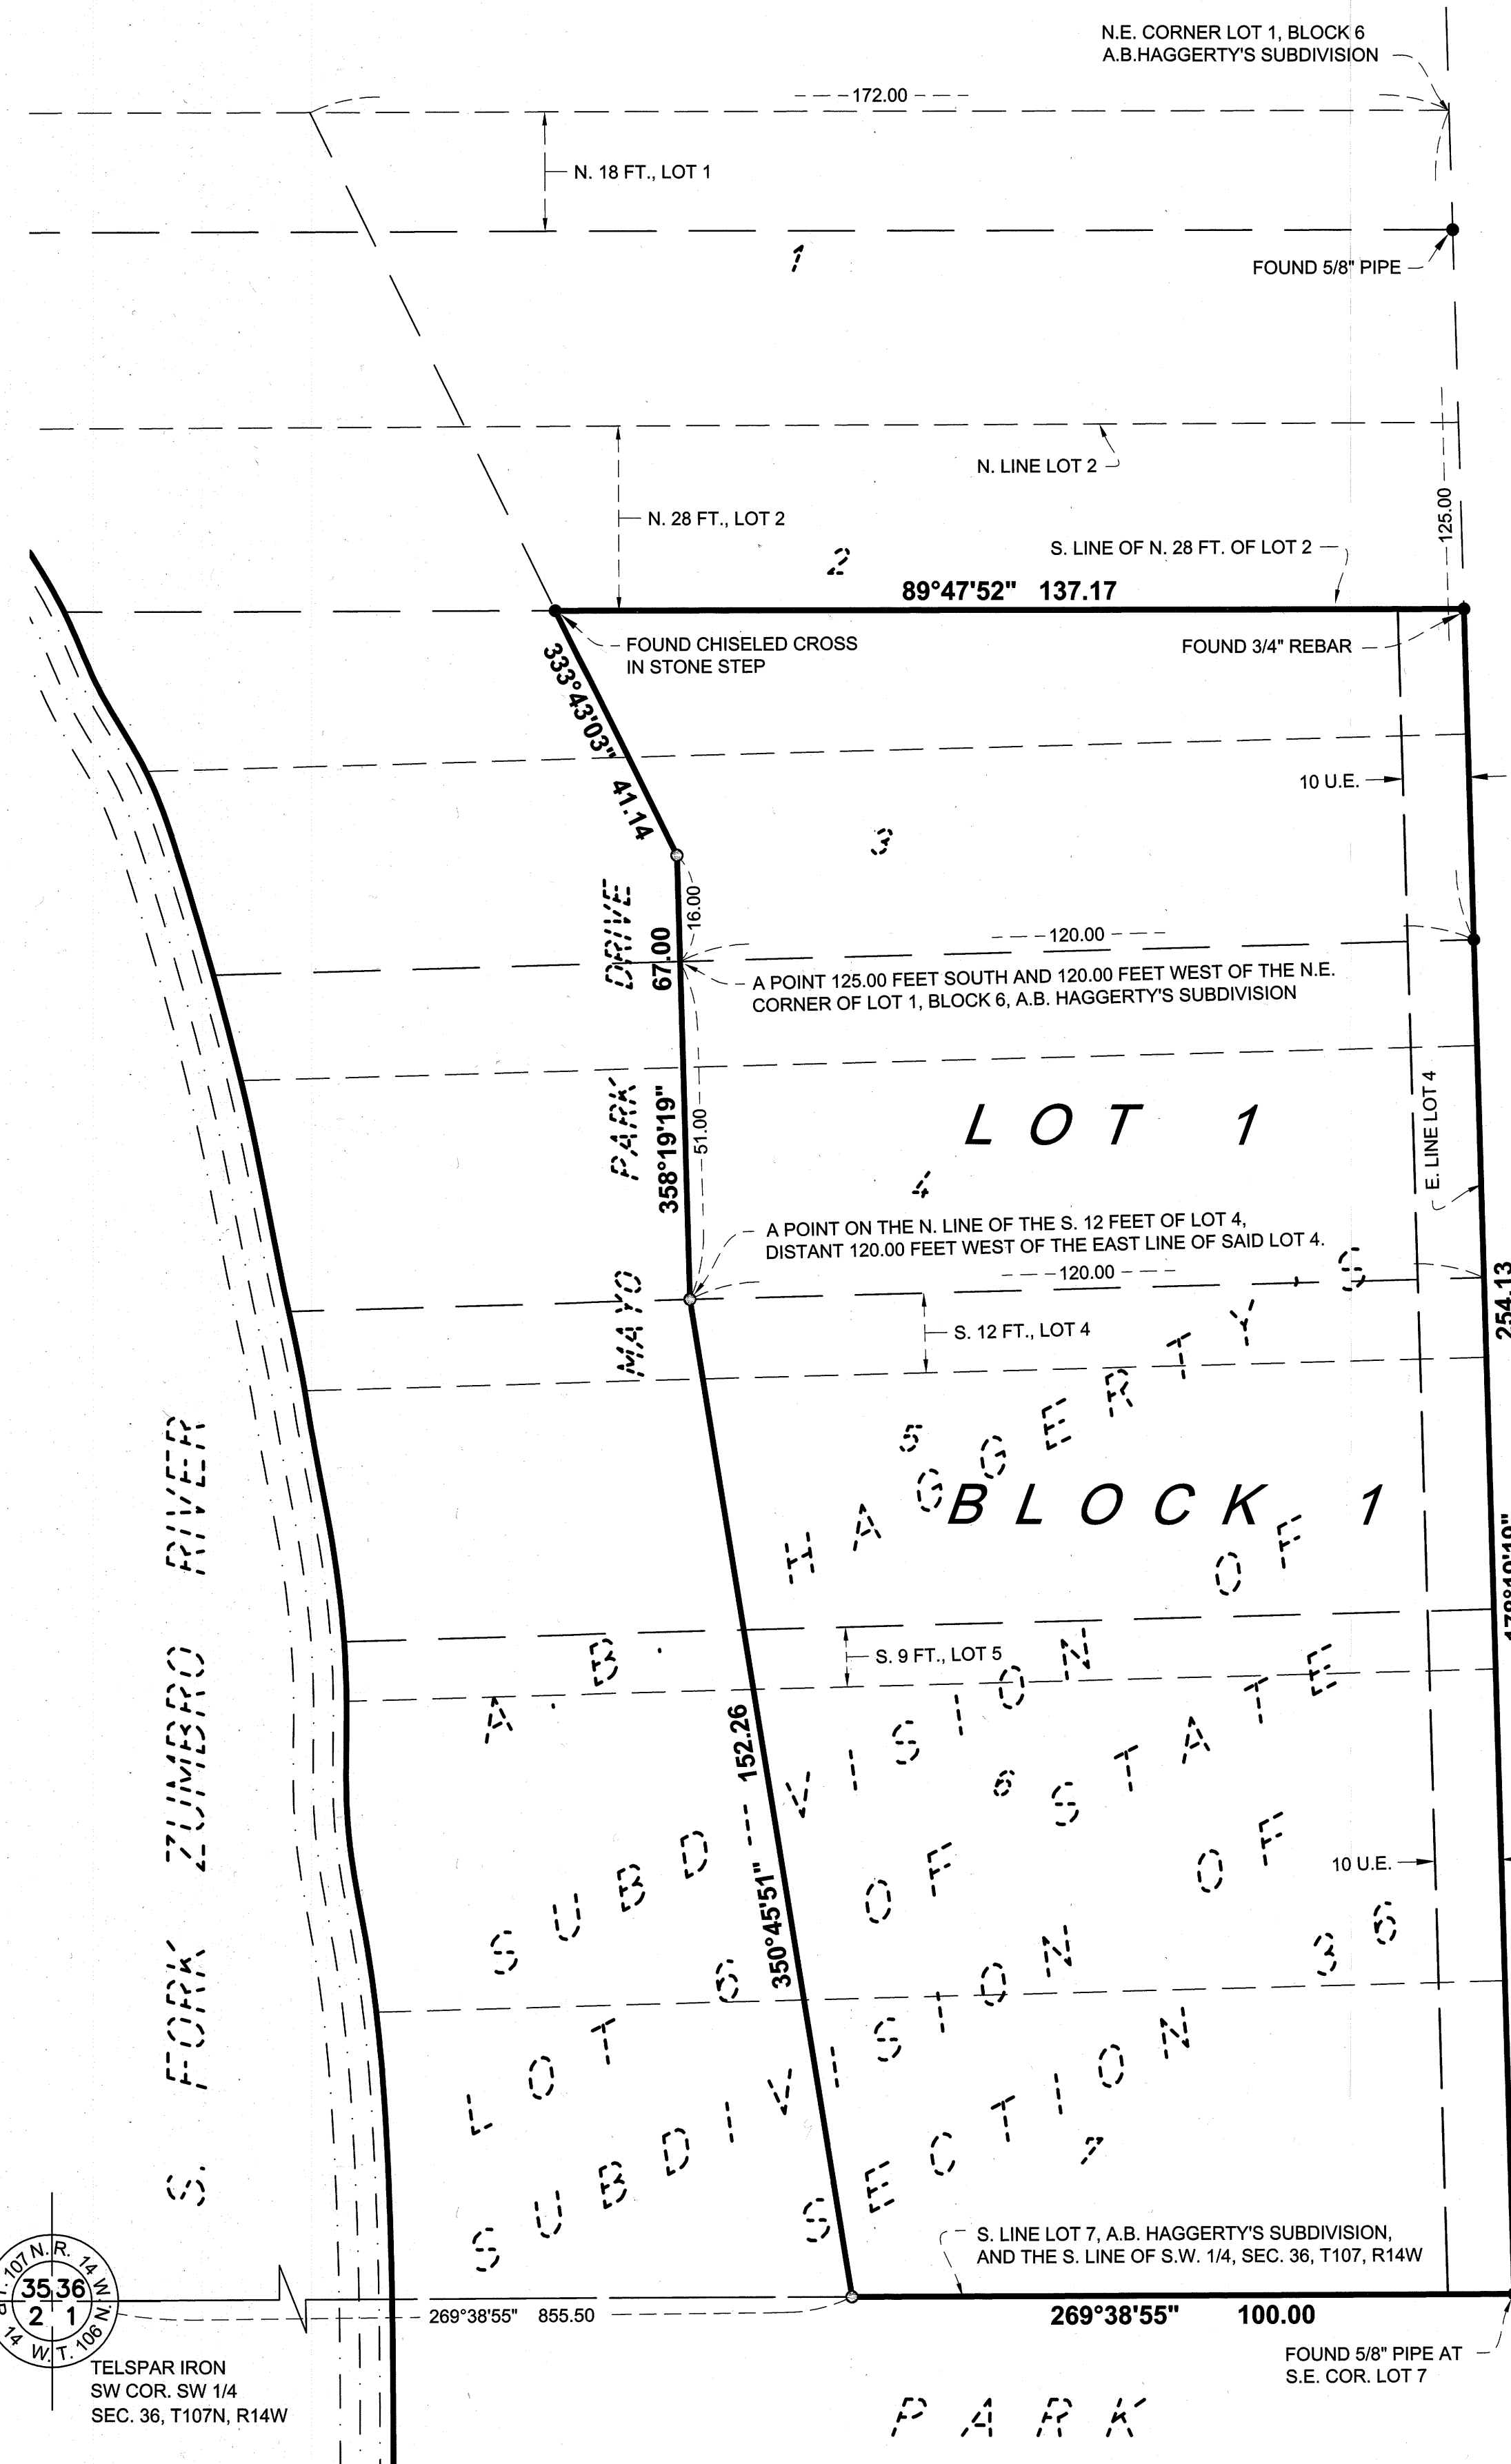 N.E. CORNER LOT 1, BLOCK 6
A.B.HAGGERTY'S SUBDIVISION
172.00
N. 18 FT., LOT 1
1
FOUND 5/8" PIPE
N. LINE LOT 2
125.00
N. 28 FT., LOT 2
2
S. LINE OF N. 28 FT. OF LOT 2
89°47'52" 137.17
FOUND CHISELED CROSS
IN STONE STEP
FOUND 3/4" REBAR
333°43'03" 41.14
10 U.E.
3
16.00
67.00
120.00
A POINT 125.00 FEET SOUTH AND 120.00 FEET WEST OF THE N.E.
CORNER OF LOT 1, BLOCK 6, A.B. HAGGERTY'S SUBDIVISION
MAYO PARK DRIVE
358°19'19"
51.00
LOT 1
E. LINE LOT 4
4
A POINT ON THE N. LINE OF THE S. 12 FEET OF LOT 4,
DISTANT 120.00 FEET WEST OF THE EAST LINE OF SAID LOT 4.
120.00
254.13
S. 12 FT., LOT 4
5
BLOCK 1
A. B. HAGGERTY'S
S. 9 FT., LOT 5
SUBDIVISION OF
6
LOT 6 OF STATE
SUBDIVISION OF
SECTION 36
152.26
350°45'51"
10 U.E.
7
S. FORK ZUMBRO RIVER
S. LINE LOT 7, A.B. HAGGERTY'S SUBDIVISION,
AND THE S. LINE OF S.W. 1/4, SEC. 36, T107, R14W
107 N. R. 14 W.
35 36
2 1
14 W. T. 106 N.
269°38'55" 855.50
269°38'55" 100.00
FOUND 5/8" PIPE AT
S.E. COR. LOT 7
TELSPAR IRON
SW COR. SW 1/4
SEC. 36, T107N, R14W
PARK